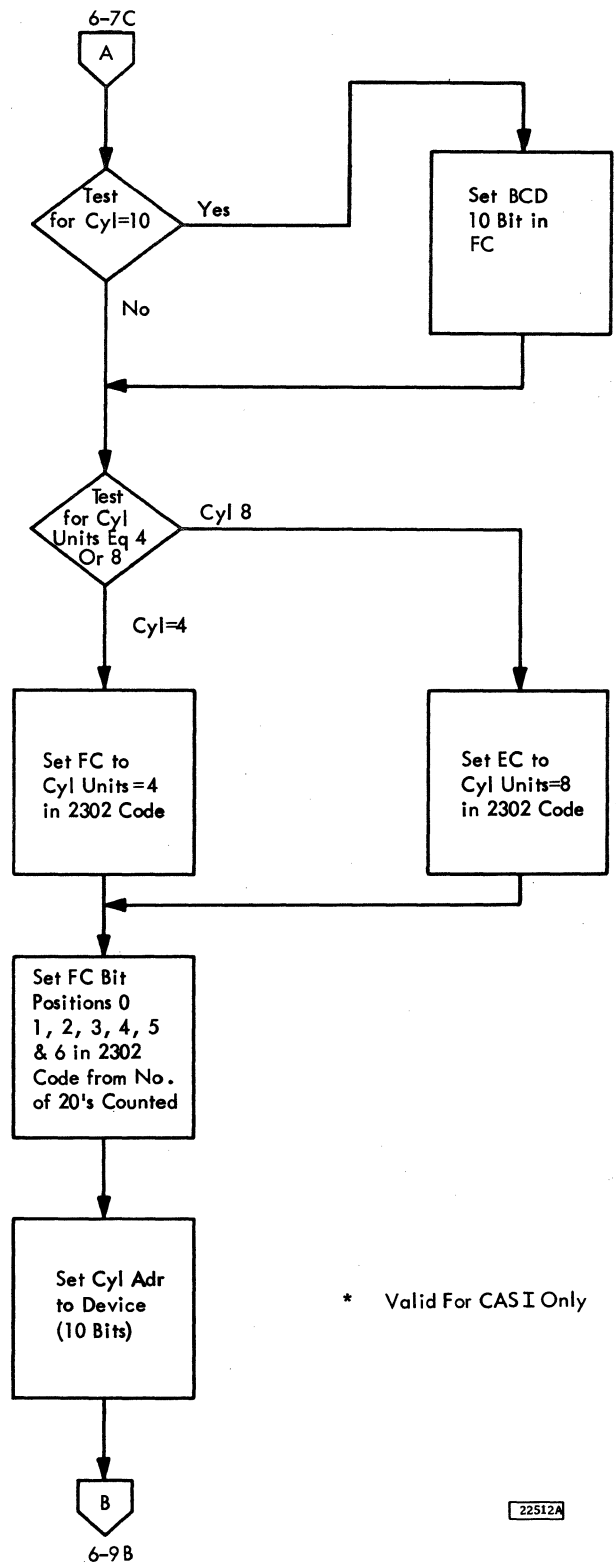 6-7C
A
Test
for Cyl=10
Yes
Set BCD
10 Bit in
FC
No
Test
for Cyl
Units Eq 4
Or 8
Cyl 8
Cyl=4
Set FC to
Cyl Units=4
in 2302 Code
Set EC to
Cyl Units=8
in 2302 Code
Set FC Bit
Positions 0
1, 2, 3, 4, 5
& 6 in 2302
Code from No.
of 20's Counted
Set Cyl Adr
to Device
(10 Bits)
* Valid For CAS I Only
B
22512A
6-9B